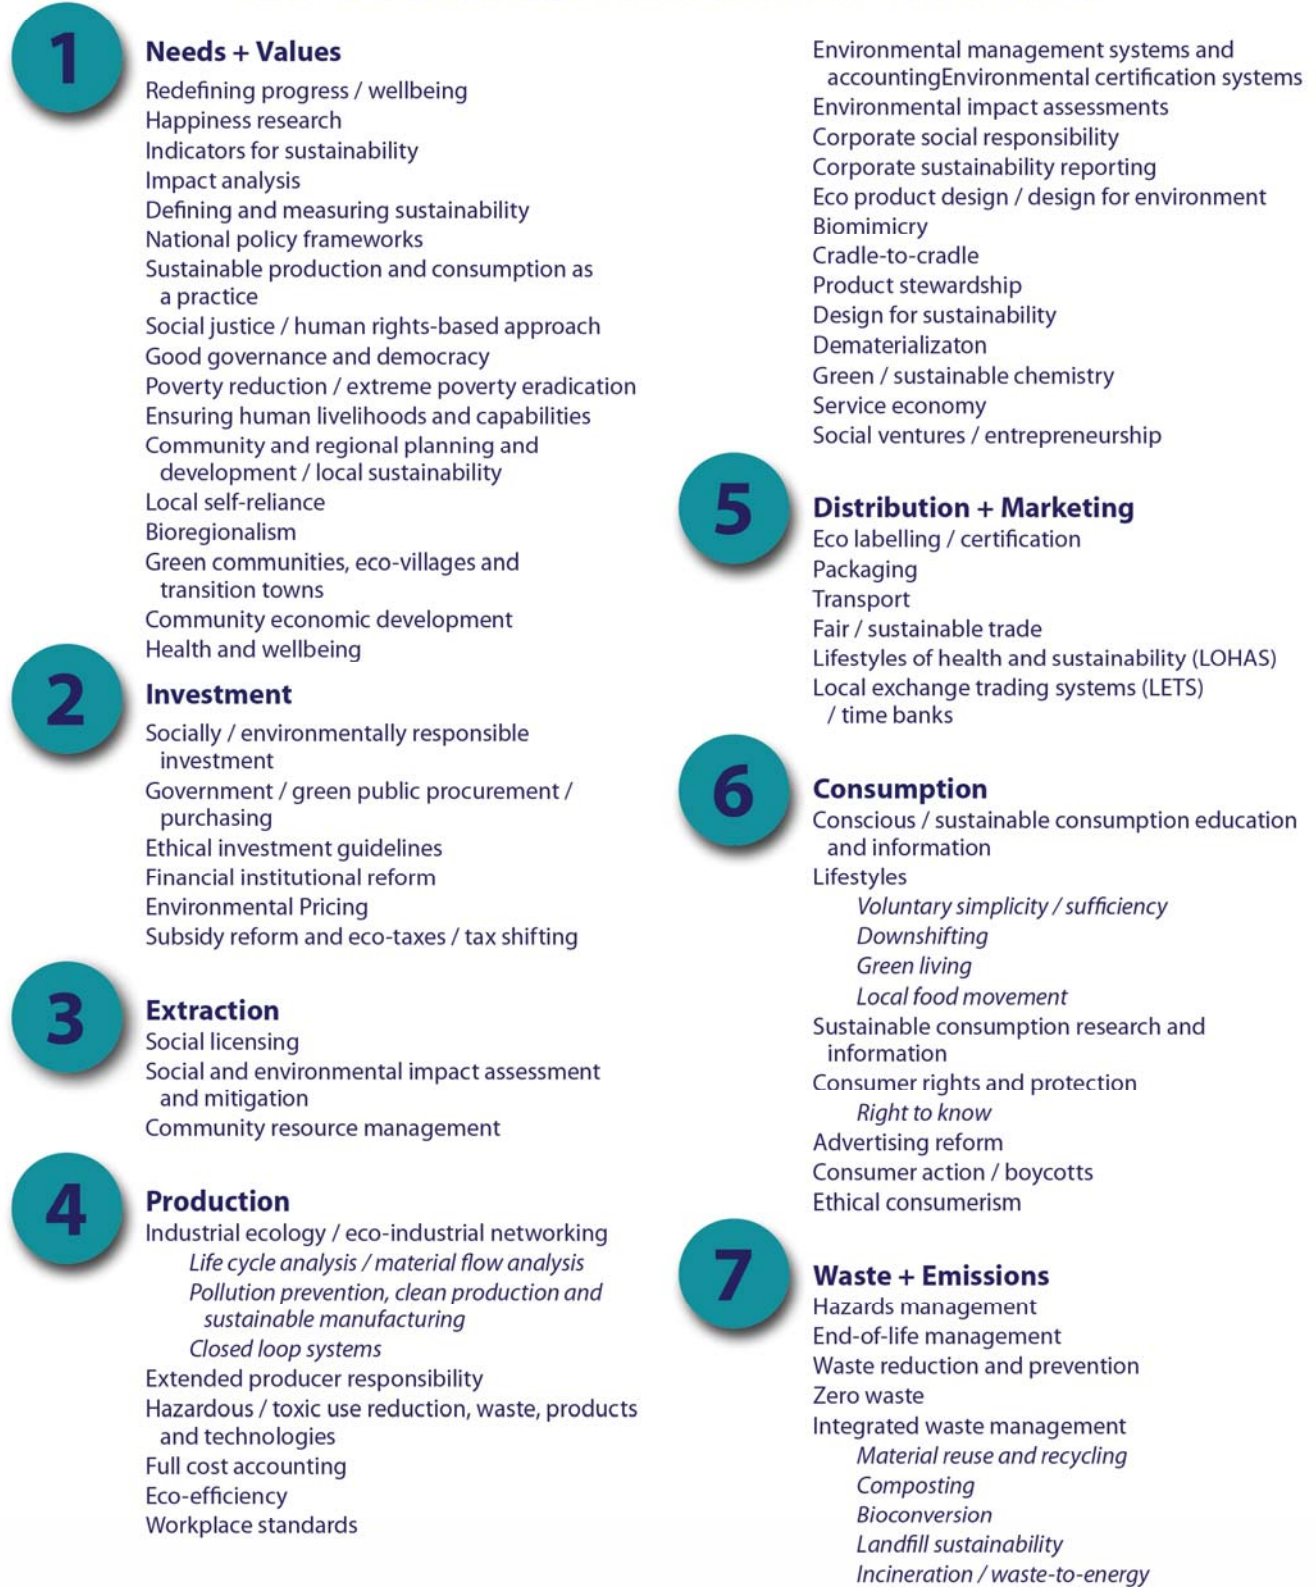 1
Needs + Values
Redefining progress / wellbeing
Happiness research
Indicators for sustainability
Impact analysis
Defining and measuring sustainability
National policy frameworks
Sustainable production and consumption as
a practice
Social justice / human rights-based approach
Good governance and democracy
Poverty reduction / extreme poverty eradication
Ensuring human livelihoods and capabilities
Community and regional planning and
development / local sustainability
Local self-reliance
Bioregionalism
Green communities, eco-villages and
transition towns
Community economic development
Health and wellbeing
2
Investment
Socially / environmentally responsible
investment
Government / green public procurement /
purchasing
Ethical investment guidelines
Financial institutional reform
Environmental Pricing
Subsidy reform and eco-taxes / tax shifting
3
Extraction
Social licensing
Social and environmental impact assessment
and mitigation
Community resource management
4
Production
Industrial ecology / eco-industrial networking
Life cycle analysis / material flow analysis
Pollution prevention, clean production and
sustainable manufacturing
Closed loop systems
Extended producer responsibility
Hazardous / toxic use reduction, waste, products
and technologies
Full cost accounting
Eco-efficiency
Workplace standards
Environmental management systems and
accountingEnvironmental certification systems
Environmental impact assessments
Corporate social responsibility
Corporate sustainability reporting
Eco product design / design for environment
Biomimicry
Cradle-to-cradle
Product stewardship
Design for sustainability
Dematerializaton
Green / sustainable chemistry
Service economy
Social ventures / entrepreneurship
5
Distribution + Marketing
Eco labelling / certification
Packaging
Transport
Fair / sustainable trade
Lifestyles of health and sustainability (LOHAS)
Local exchange trading systems (LETS)
/ time banks
6
Consumption
Conscious / sustainable consumption education
and information
Lifestyles
Voluntary simplicity / sufficiency
Downshifting
Green living
Local food movement
Sustainable consumption research and
information
Consumer rights and protection
Right to know
Advertising reform
Consumer action / boycotts
Ethical consumerism
7
Waste + Emissions
Hazards management
End-of-life management
Waste reduction and prevention
Zero waste
Integrated waste management
Material reuse and recycling
Composting
Bioconversion
Landfill sustainability
Incineration / waste-to-energy